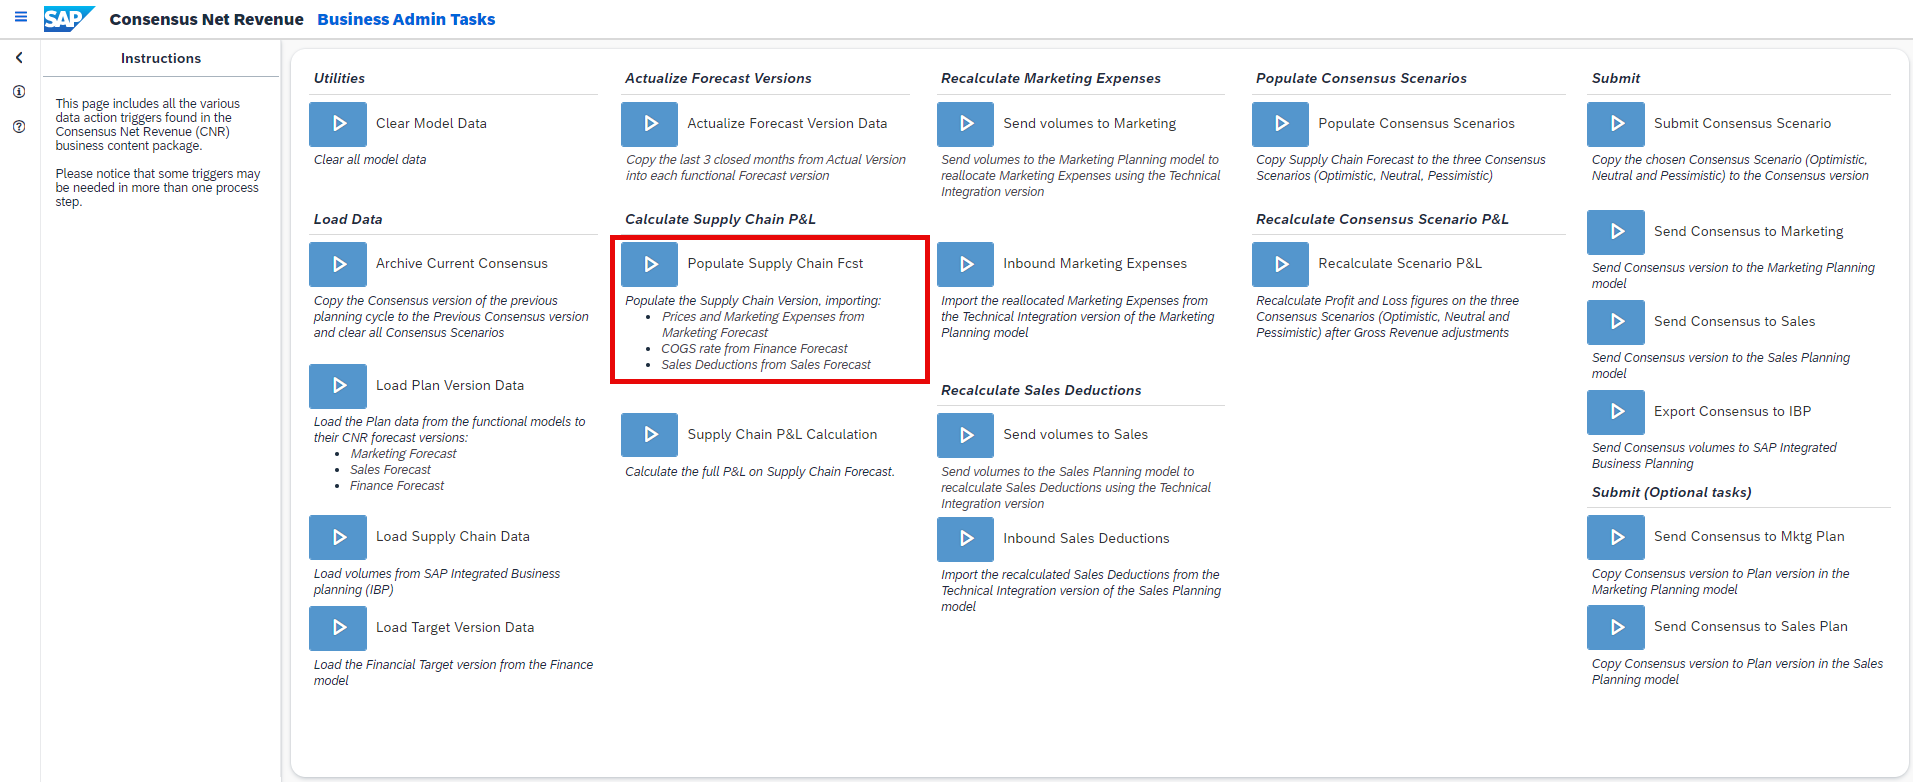 SAP Consensus Net Revenue Business Admin Tasks
Instructions
This page includes all the various
data action triggers found in the
Consensus Net Revenue (CNR)
business content package.
Please notice that some triggers may
be needed in more than one process
step.
Utilities
Clear Model Data
Clear all model data
Load Data
Archive Current Consensus
Copy the Consensus version of the previous
planning cycle to the Previous Consensus version
and clear all Consensus Scenarios
Load Plan Version Data
Load the Plan data from the functional models to
their CNR forecast versions:
• Marketing Forecast
• Sales Forecast
• Finance Forecast
Load Supply Chain Data
Load volumes from SAP Integrated Business
planning (IBP)
Load Target Version Data
Load the Financial Target version from the Finance
model
Actualize Forecast Versions
Actualize Forecast Version Data
Copy the last 3 closed months from Actual Version
into each functional Forecast version
Calculate Supply Chain P&L
Populate Supply Chain Fcst
Populate the Supply Chain Version, importing:
• Prices and Marketing Expenses from
Marketing Forecast
• COGS rate from Finance Forecast
• Sales Deductions from Sales Forecast
Supply Chain P&L Calculation
Calculate the full P&L on Supply Chain Forecast.
Recalculate Marketing Expenses
Send volumes to Marketing
Send volumes to the Marketing Planning model to
reallocate Marketing Expenses using the Technical
Integration version
Inbound Marketing Expenses
Import the reallocated Marketing Expenses from
the Technical Integration version of the Marketing
Planning model
Recalculate Sales Deductions
Send volumes to Sales
Send volumes to the Sales Planning model to
recalculate Sales Deductions using the Technical
Integration version
Inbound Sales Deductions
Import the recalculated Sales Deductions from the
Technical Integration version of the Sales Planning
model
Populate Consensus Scenarios
Populate Consensus Scenarios
Copy Supply Chain Forecast to the three Consensus
Scenarios (Optimistic, Neutral, Pessimistic)
Recalculate Consensus Scenario P&L
Recalculate Scenario P&L
Recalculate Profit and Loss figures on the three
Consensus Scenarios (Optimistic, Neutral and
Pessimistic) after Gross Revenue adjustments
Submit
Submit Consensus Scenario
Copy the chosen Consensus Scenario (Optimistic,
Neutral and Pessimistic) to the Consensus version
Send Consensus to Marketing
Send Consensus version to the Marketing Planning
model
Send Consensus to Sales
Send Consensus version to the Sales Planning
model
Export Consensus to IBP
Send Consensus volumes to SAP Integrated
Business Planning
Submit (Optional tasks)
Send Consensus to Mktg Plan
Copy Consensus version to Plan version in the
Marketing Planning model
Send Consensus to Sales Plan
Copy Consensus version to Plan version in the Sales
Planning model